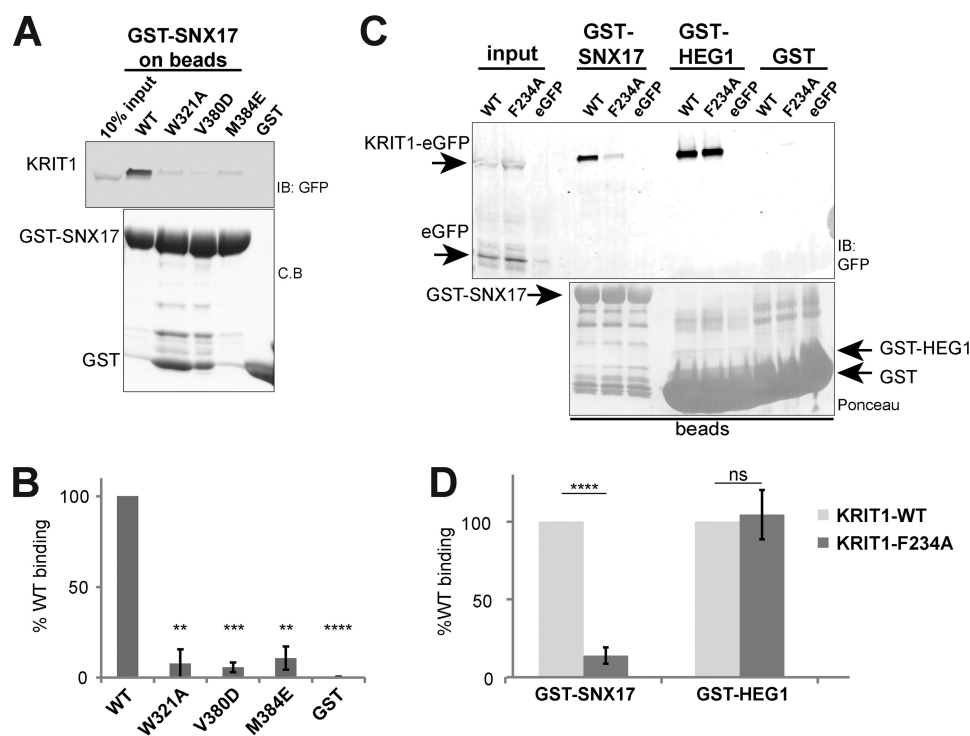 A
GST-SNX17
on beads
10% input
WT
W321A
V380D
M384E
GST
KRIT1
IB: GFP
GST-SNX17
C.B
GST
B
% WT binding
100
50
0
**
***
**
****
WT
W321A
V380D
M384E
GST
C
input
GST-
SNX17
GST-
HEG1
GST
WT
F234A
eGFP
WT
F234A
eGFP
WT
F234A
eGFP
WT
F234A
eGFP
KRIT1-eGFP
eGFP
IB:
GFP
GST-SNX17
GST-HEG1
GST
Ponceau
beads
D
%WT binding
100
50
0
****
ns
KRIT1-WT
KRIT1-F234A
GST-SNX17
GST-HEG1